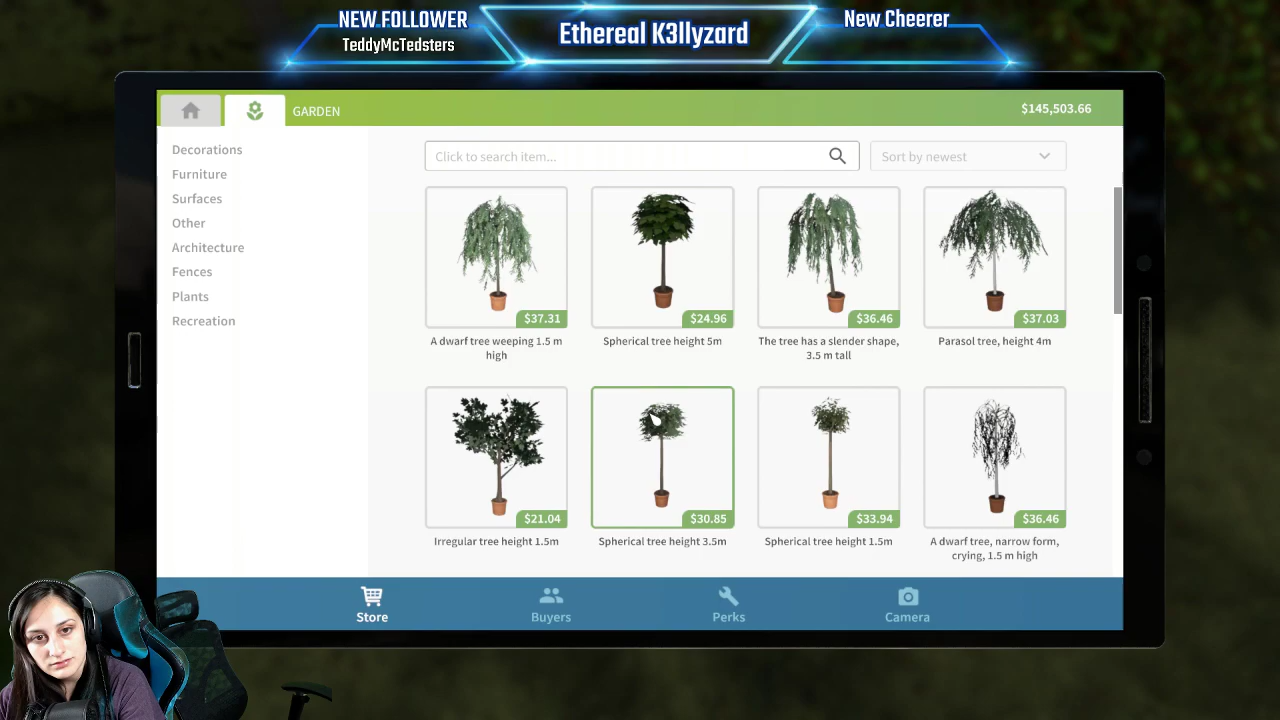 NEW FOLLOWER
TeddyMcTedsters
Ethereal K3llyzard
New Cheerer
GARDEN
$145,503.66
Decorations
Furniture
Surfaces
Other
Architecture
Fences
Plants
Recreation
Click to search item...
Sort by newest
$37.31
$24.96
$36.46
$37.03
A dwarf tree weeping 1.5 m
high
Spherical tree height 5m
The tree has a slender shape,
3.5 m tall
Parasol tree, height 4m
$21.04
$30.85
$33.94
$36.46
Irregular tree height 1.5m
Spherical tree height 3.5m
Spherical tree height 1.5m
A dwarf tree, narrow form,
crying, 1.5 m high
Store
Buyers
Perks
Camera